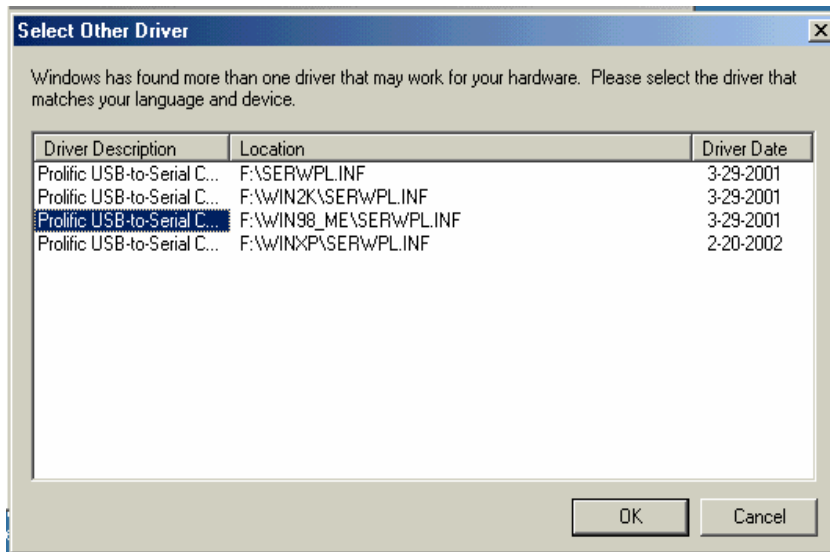 Select Other Driver
Windows has found more than one driver that may work for your hardware. Please select the driver that
matches your language and device.
Driver Description Location Driver Date
Prolific USB-to-Serial C... F:\SERWPL.INF 3-29-2001
Prolific USB-to-Serial C... F:\WIN2K\SERWPL.INF 3-29-2001
Prolific USB-to-Serial C... F:\WIN98_ME\SERWPL.INF 3-29-2001
Prolific USB-to-Serial C... F:\WINXP\SERWPL.INF 2-20-2002
OK Cancel